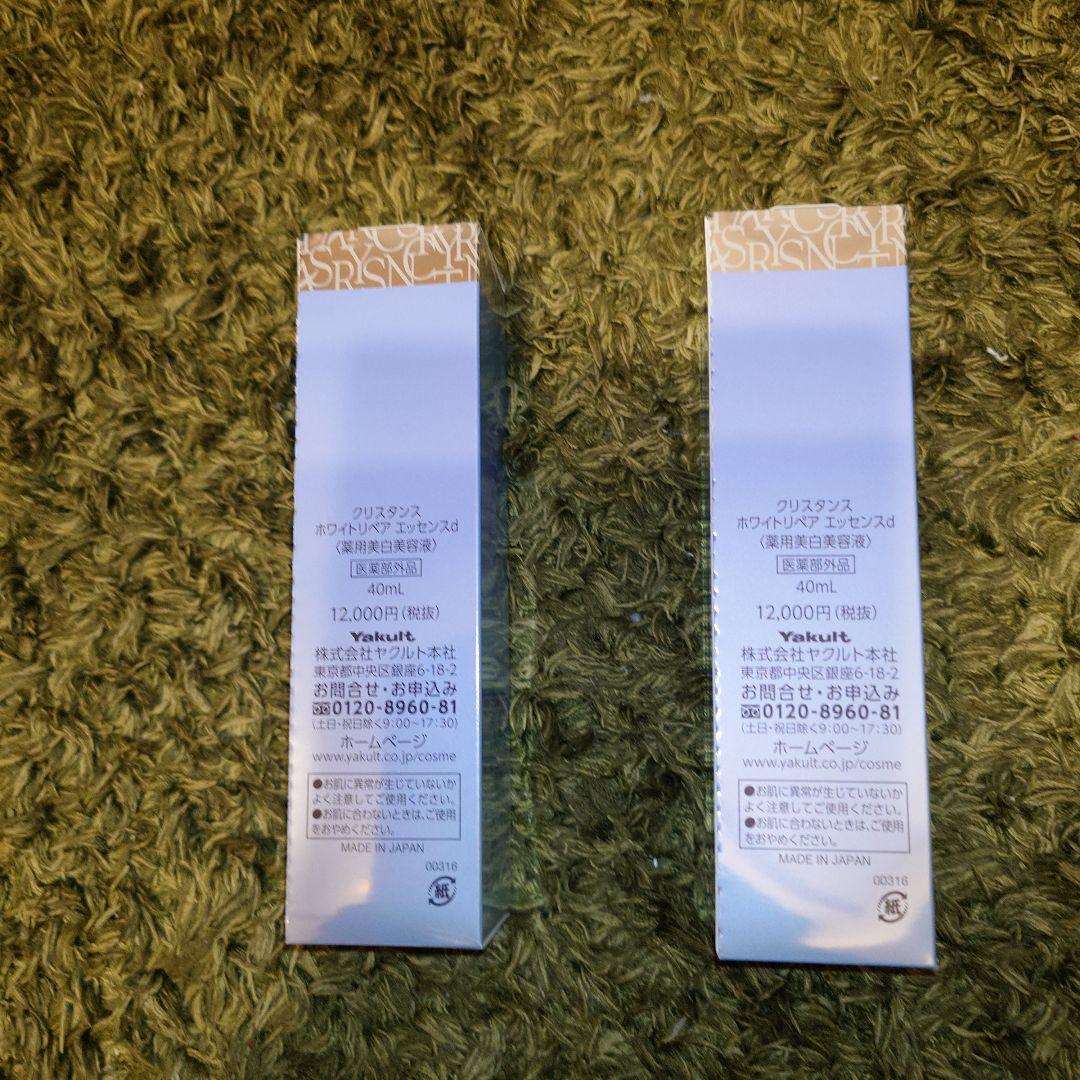 クリスタンス
ホワイトリペア エッセンスd
〈薬用美白美容液〉
医薬部外品
40mL
12,000円(税抜)
Yakult
株式会社ヤクルト本社
東京都中央区銀座6-18-2
お問合せ・お申込み
0120-8960-81
(土日・祝日除く9:00~17:30)
ホームページ
www.yakult.co.jp/cosme
●お肌に異常が生じていないか
よく注意してご使用ください。
●お肌に合わないときは、ご使用
をおやめください。
MADE IN JAPAN
00316
紙
クリスタンス
ホワイトリペア エッセンスd
〈薬用美白美容液〉
医薬部外品
40mL
12,000円(税抜)
Yakult
株式会社ヤクルト本社
東京都中央区銀座6-18-2
お問合せ・お申込み
0120-8960-81
(土日・祝日除く9:00~17:30)
ホームページ
www.yakult.co.jp/cosme
●お肌に異常が生じていないか
よく注意してご使用ください。
●お肌に合わないときは、ご使用
をおやめください。
MADE IN JAPAN
00316
紙